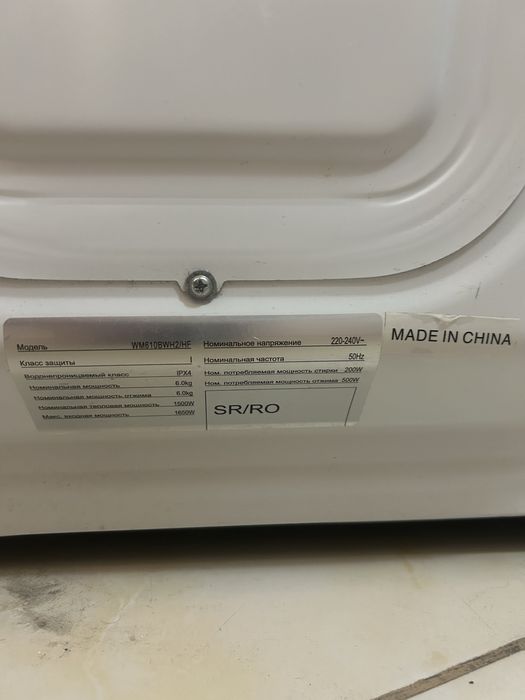 Модель WM610BWH2/HF
Класс защиты I
Водонепроницаемый класс IPX4
Номинальная мощность 6.0kg
Номинальная мощность отжима 6.0kg
Номинальная тепловая мощность 1500W
Макс. входная мощность 1650W
Номинальное напряжение 220-240V~
Номинальная частота 50Hz
Ном. потребляемая мощность стирки 200W
Ном. потребляемая мощность отжима 500W
SR/RO
MADE IN CHINA